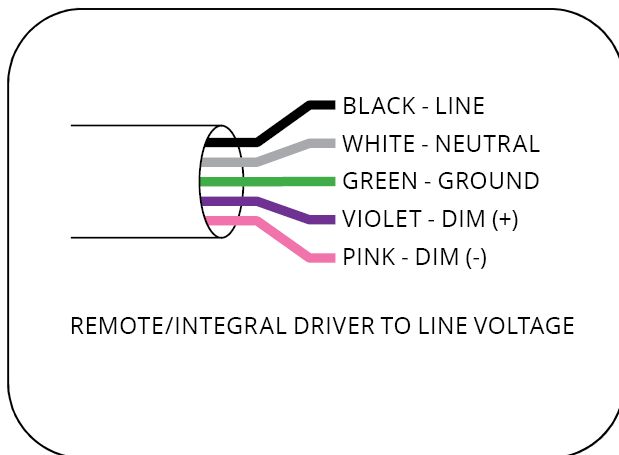 BLACK - LINE
WHITE - NEUTRAL
GREEN - GROUND
VIOLET - DIM (+)
PINK - DIM (-)
REMOTE/INTEGRAL DRIVER TO LINE VOLTAGE